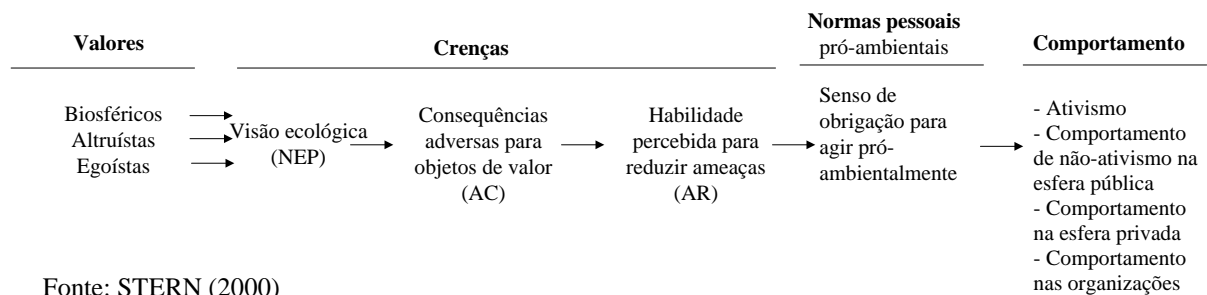 Valores
Crenças
Normas pessoais
pró-ambientais
Comportamento
Biosféricos
Altruístas
Egoístas
Visão ecológica
(NEP)
Consequências
adversas para
objetos de valor
(AC)
Habilidade
percebida para
reduzir ameaças
(AR)
Senso de
obrigação para
agir pró-
ambientalmente
- Ativismo
- Comportamento
de não-ativismo na
esfera pública
- Comportamento
na esfera privada
- Comportamento
nas organizações
Fonte: STERN (2000)